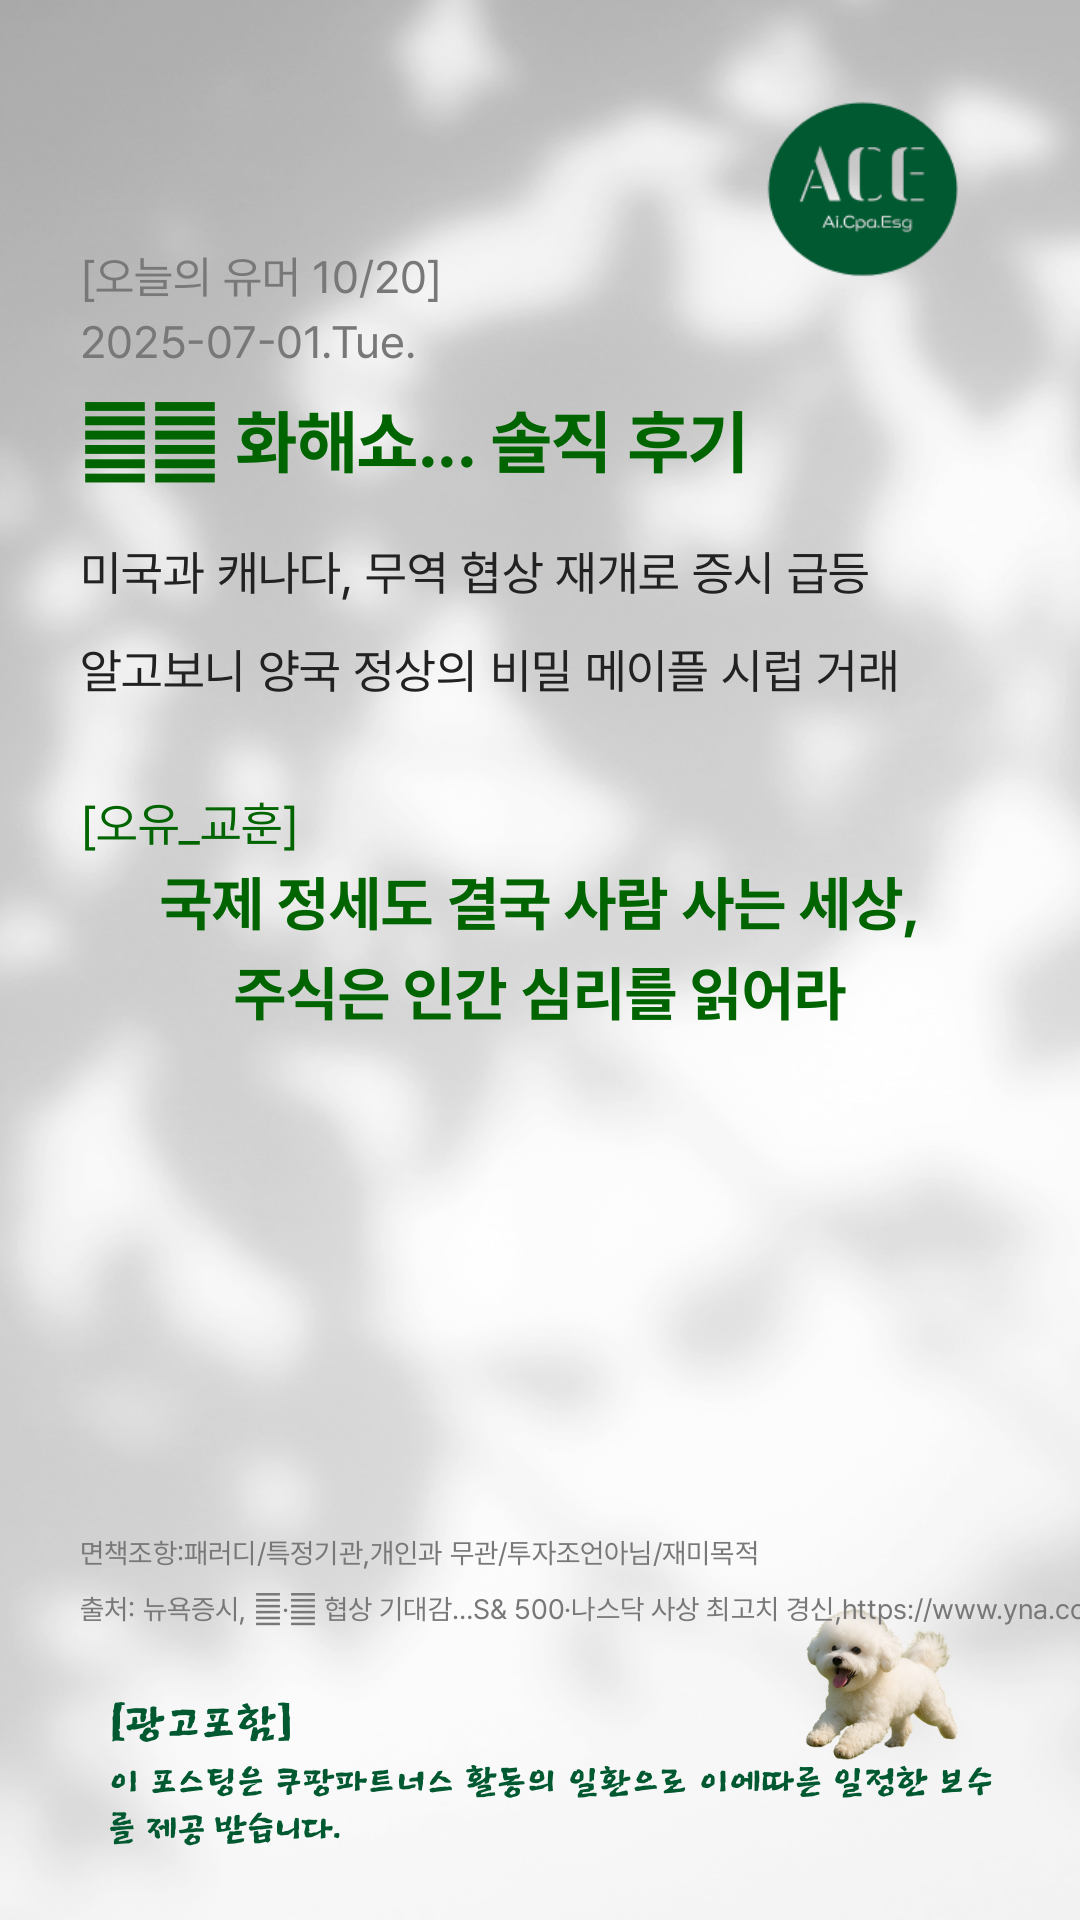 ACE
Ai.Cpa.Esg
[오늘의 유머 10/20]
2025-07-01.Tue.
화해쇼... 솔직 후기
미국과 캐나다, 무역 협상 재개로 증시 급등
알고보니 양국 정상의 비밀 메이플 시럽 거래
[오유_교훈]
국제 정세도 결국 사람 사는 세상,
주식은 인간 심리를 읽어라
면책조항:패러디/특정기관,개인과 무관/투자조언아님/재미목적
출처: 뉴욕증시, · 협상 기대감...S& 500·나스닥 사상 최고치 경신,https://www.yna.co
[광고포함]
이 포스팅은 쿠팡파트너스 활동의 일환으로 이에따른 일정한 보수
를 제공 받습니다.